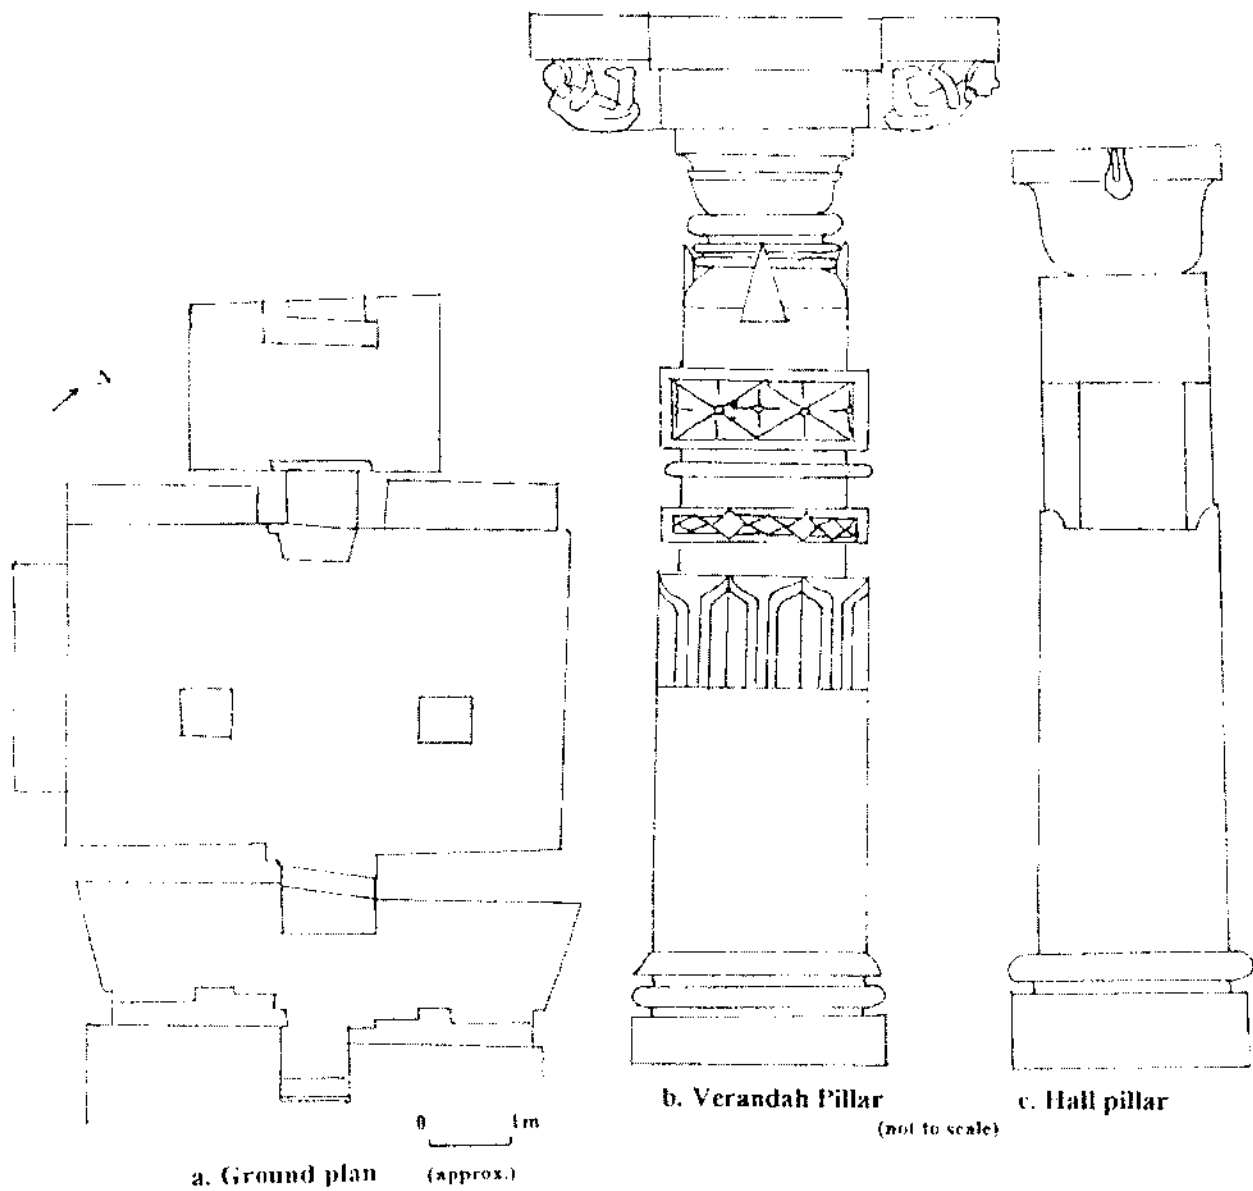 N
b. Verandah Pillar
c. Hall pillar
(not to scale)
0 1m
a. Ground plan (approx.)